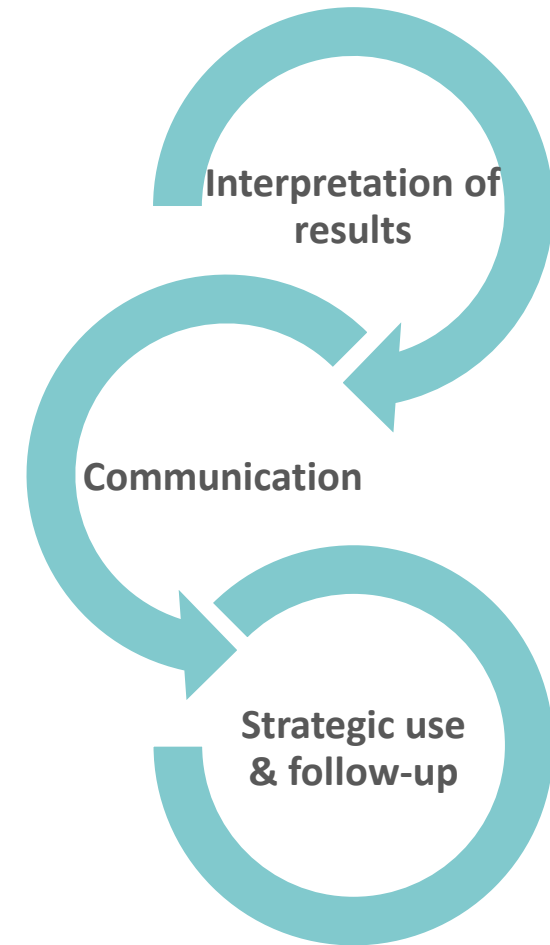 Interpretation of
results
Communication
Strategic use
& follow-up